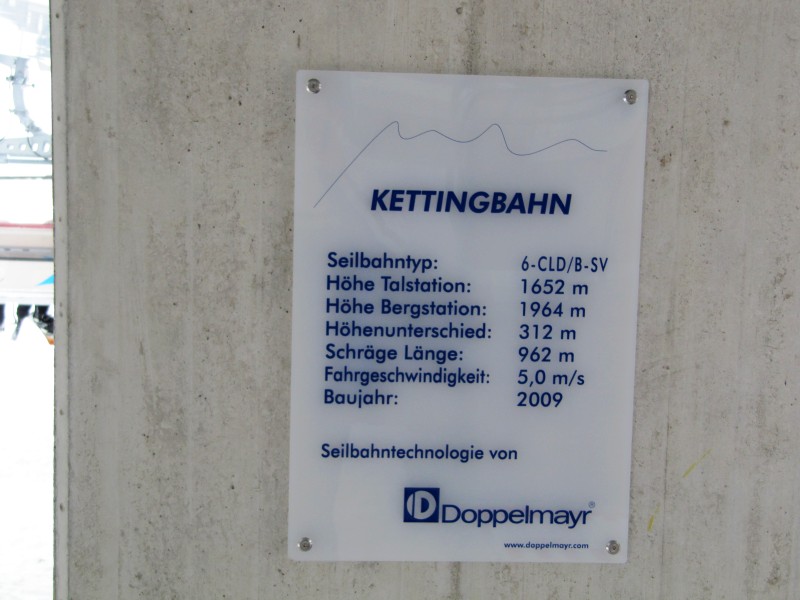 KETTINGBAHN
Seilbahntyp: 6-CLD/B-SV
Höhe Talstation: 1652 m
Höhe Bergstation: 1964 m
Höhenunterschied: 312 m
Schräge Länge: 962 m
Fahrgeschwindigkeit: 5,0 m/s
Baujahr: 2009
Seilbahntechnologie von
Doppelmayr®
www.doppelmayr.com